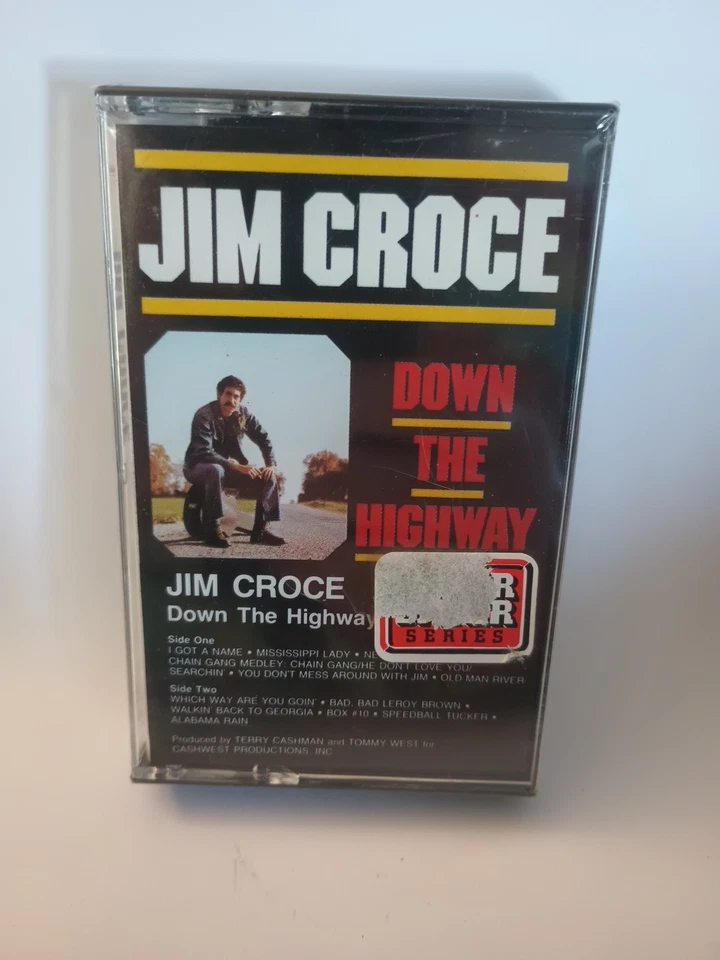 JIM CROCE
DOWN
THE
HIGHWAY
JIM CROCE
Down The Highway
SERIES
Side One
I GOT A NAME • MISSISSIPPI LADY •
CHAIN GANG MEDLEY: CHAIN GANG/HE DON'T LOVE YOU/
SEARCHIN' • YOU DON'T MESS AROUND WITH JIM • OLD MAN RIVER
Side Two
WHICH WAY ARE YOU GOIN' • BAD, BAD LEROY BROWN •
WALKIN' BACK TO GEORGIA • BOX #10 • SPEEDBALL TUCKER •
ALABAMA RAIN
Produced by TERRY CASHMAN and TOMMY WEST for
CASHWEST PRODUCTIONS, INC